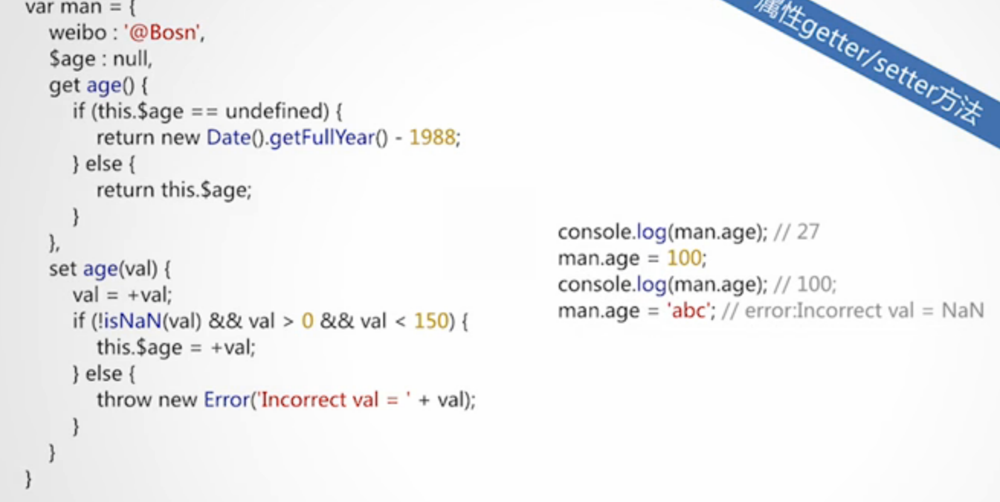 var man = {
weibo : '@Bosn',
$age : null,
get age() {
if (this.$age == undefined) {
return new Date().getFullYear() - 1988;
} else {
return this.$age;
}
},
set age(val) {
val = +val;
if (!isNaN(val) && val > 0 && val < 150) {
this.$age = +val;
} else {
throw new Error('Incorrect val = ' + val);
}
}
}
console.log(man.age); // 27
man.age = 100;
console.log(man.age); // 100;
man.age = 'abc'; // error:Incorrect val = NaN
属性getter/setter方法